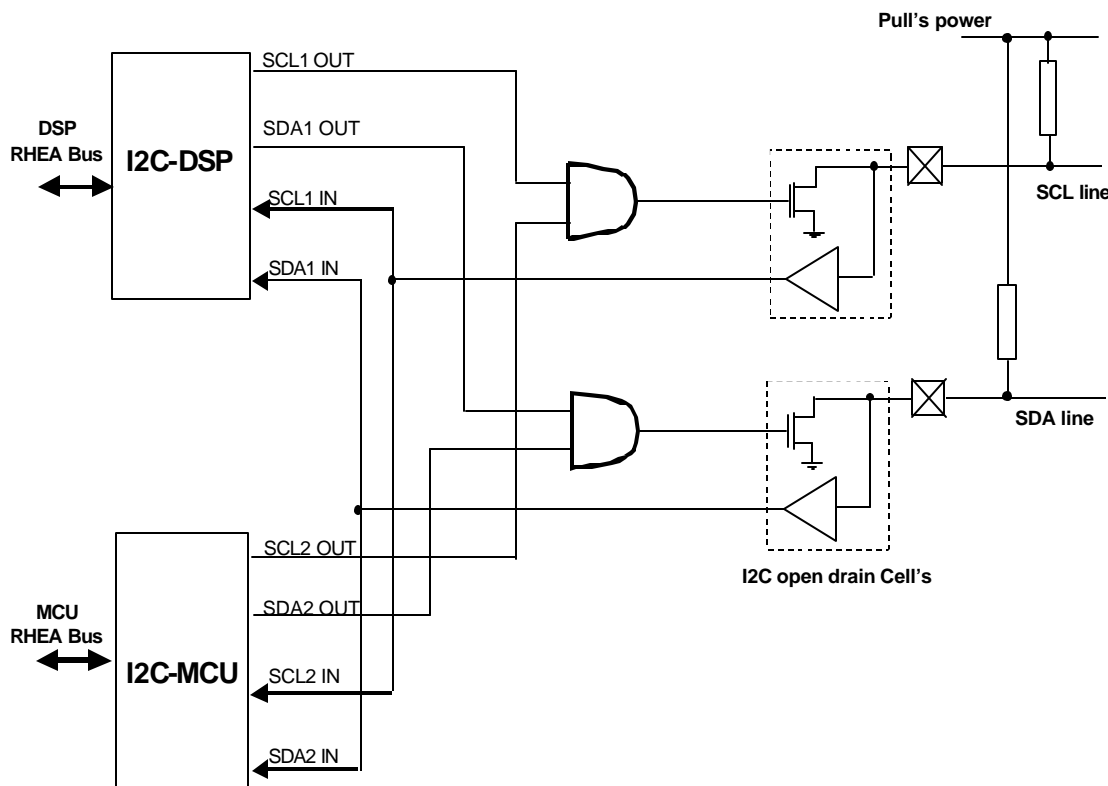 Pull's power
SCL1 OUT
SDA1 OUT
DSP
RHEA Bus
I2C-DSP
SCL1 IN
SCL line
SDA1 IN
SDA line
SCL2 OUT
I2C open drain Cell's
SDA2 OUT
MCU
RHEA Bus
I2C-MCU
SCL2 IN
SDA2 IN